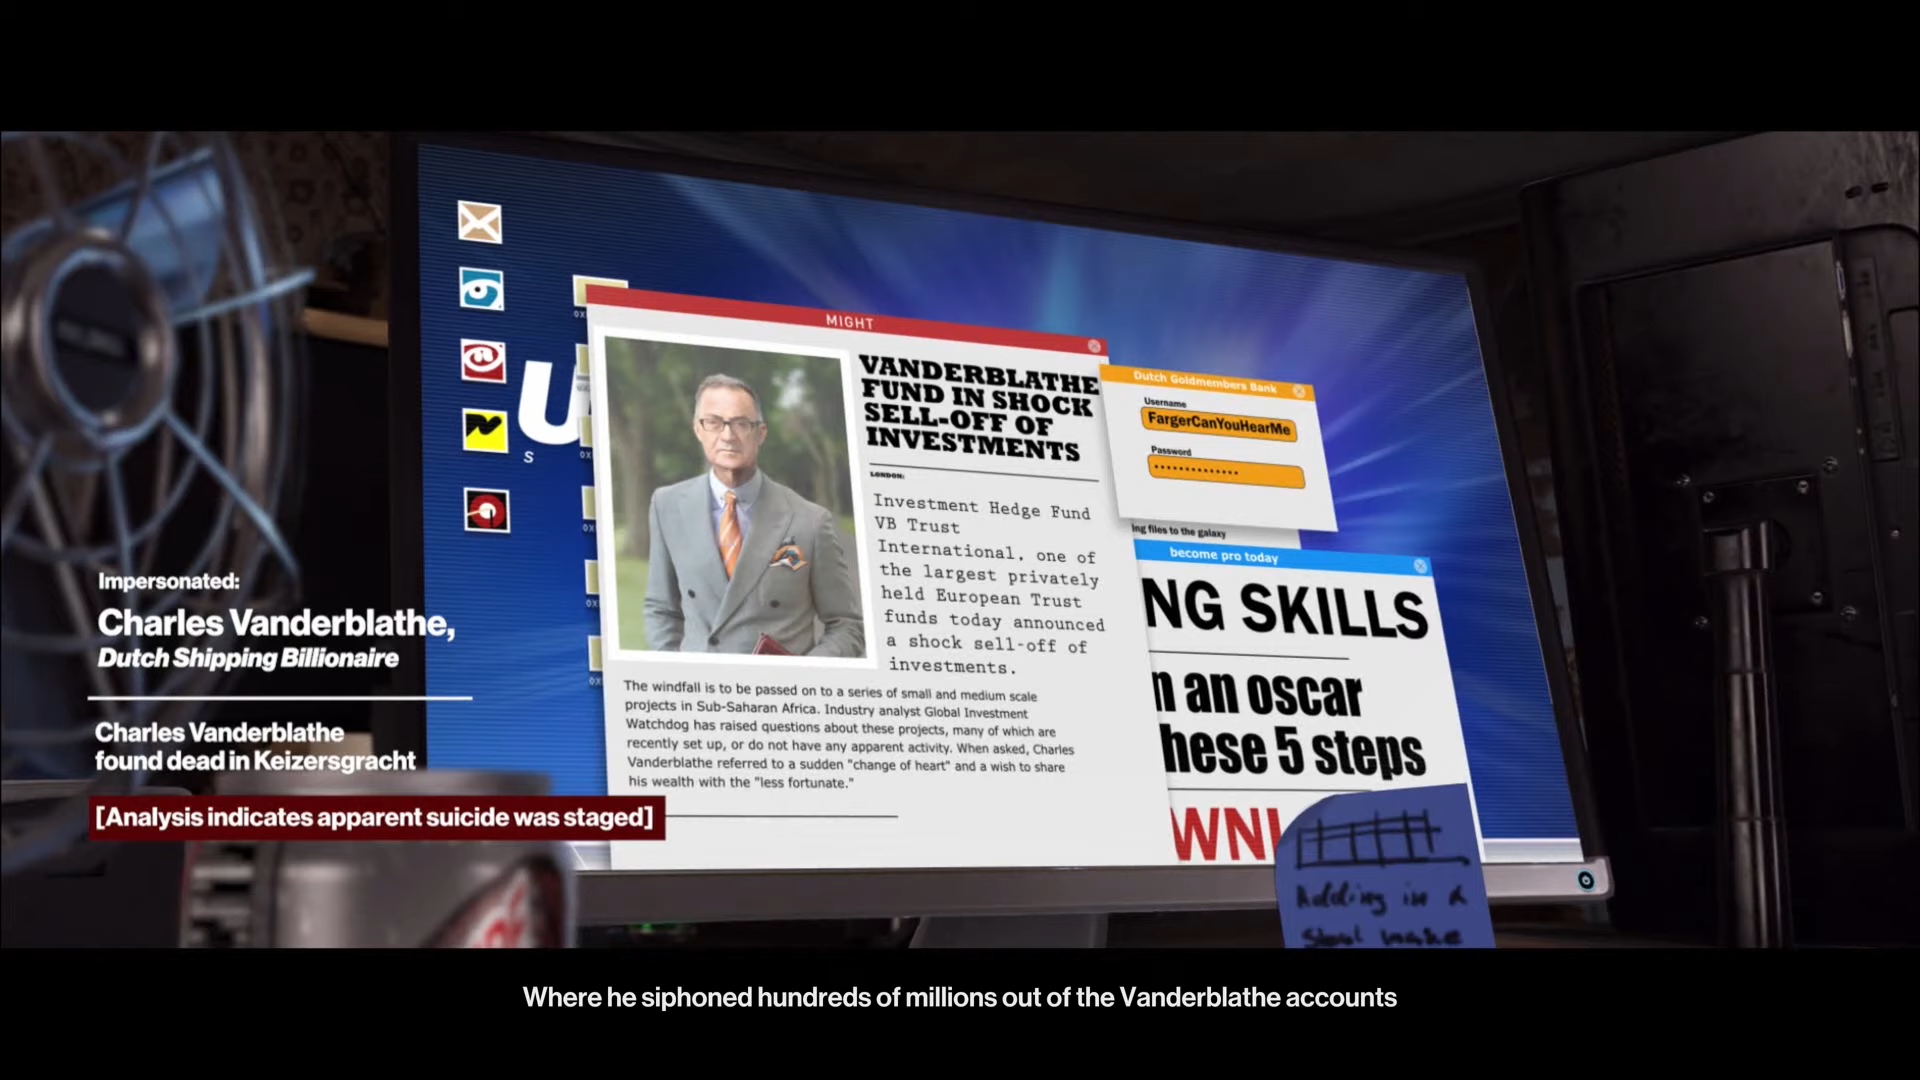 MIGHT
VANDERBLATHE
FUND IN SHOCK
SELL-OFF OF
INVESTMENTS
LONDON:
Investment Hedge Fund
VB Trust
International, one of
the largest privately
held European Trust
funds today announced
a shock sell-off of
investments.
The windfall is to be passed on to a series of small and medium scale
projects in Sub-Saharan Africa. Industry analyst Global Investment
Watchdog has raised questions about these projects, many of which are
recently set up, or do not have any apparent activity. When asked, Charles
Vanderblathe referred to a sudden "change of heart" and a wish to share
his wealth with the "less fortunate."
Dutch Goldmembers Bank
Username
FargerCanYouHearMe
Password
ing files to the galaxy
become pro today
NG SKILLS
n an oscar
hese 5 steps
WNL
Adding in a
Impersonated:
Charles Vanderblathe,
Dutch Shipping Billionaire
Charles Vanderblathe
found dead in Keizersgracht
[Analysis indicates apparent suicide was staged]
Where he siphoned hundreds of millions out of the Vanderblathe accounts